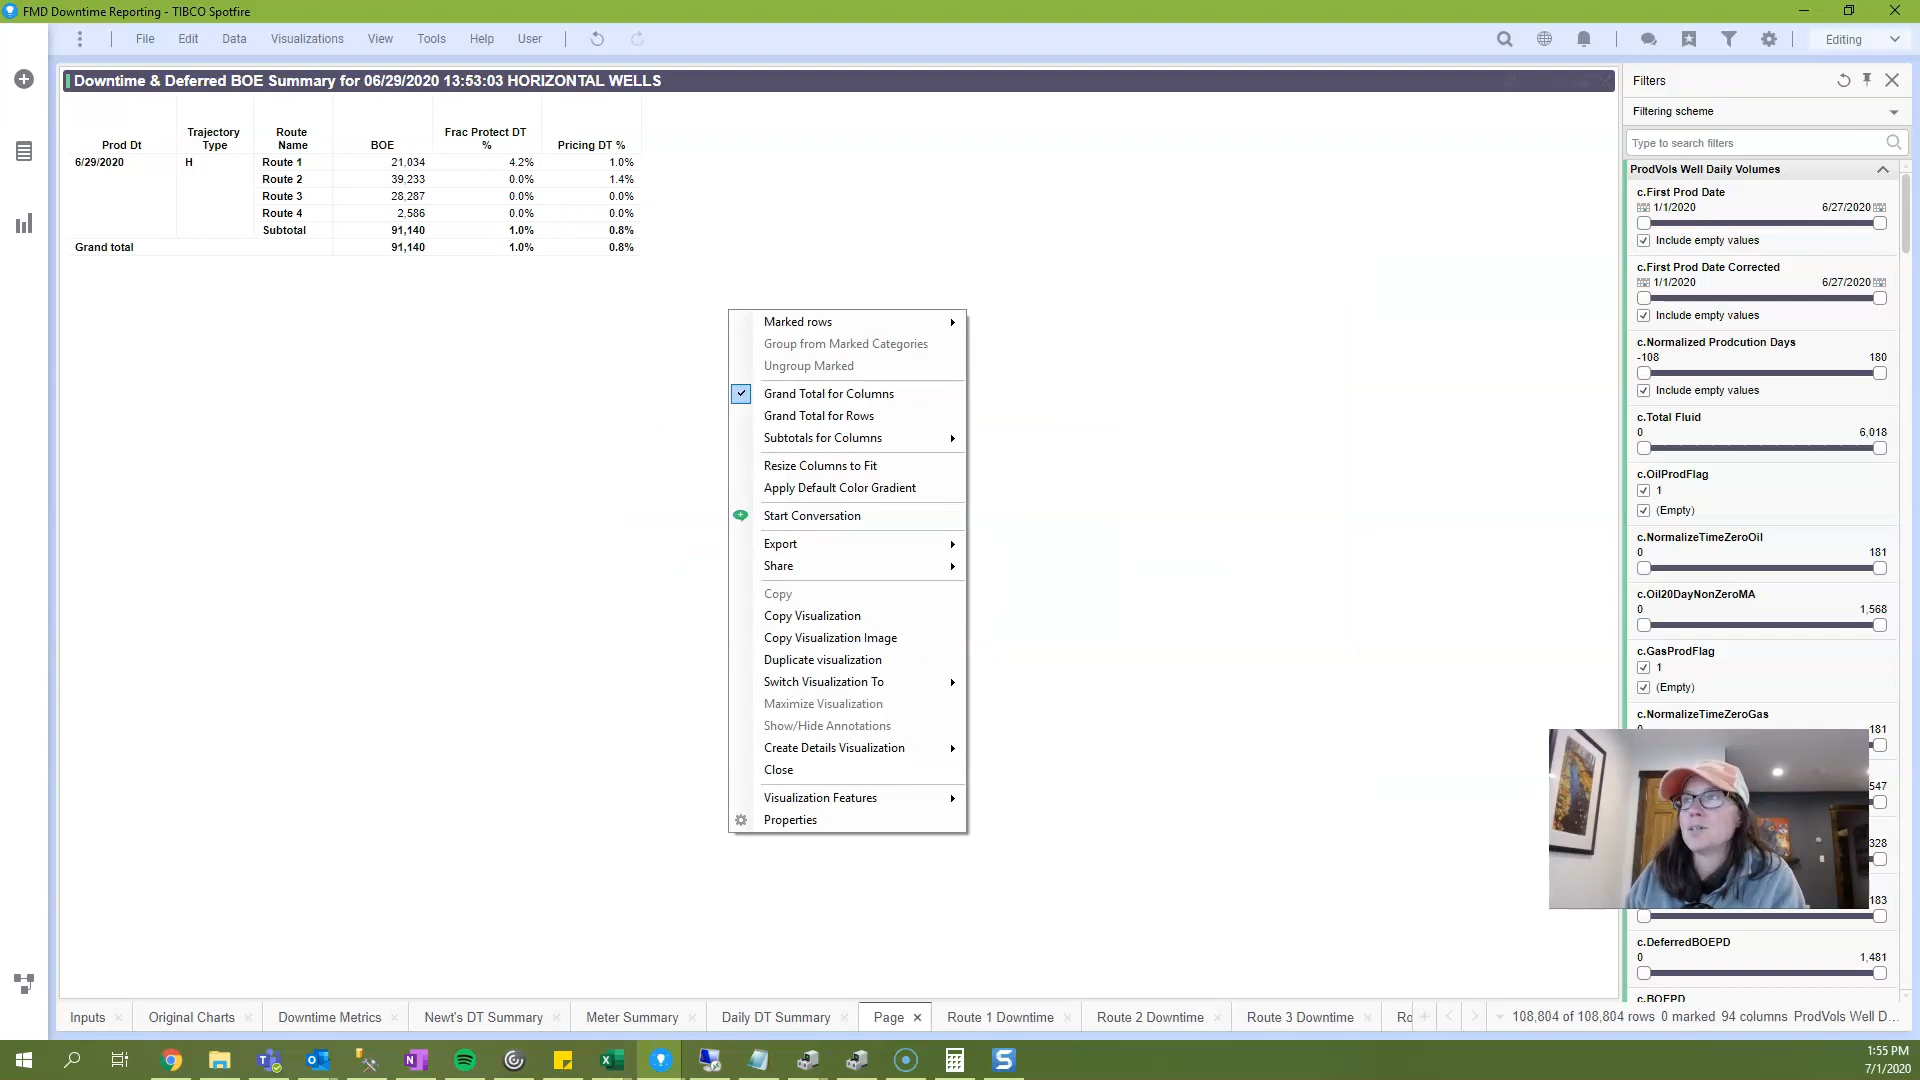 FMD Downtime Reporting - TIBCO Spotfire
File Edit Data Visualizations View Tools Help User Editing
Downtime & Deferred BOE Summary for 06/29/2020 13:53:03 HORIZONTAL WELLS
Prod Dt Trajectory Type Route Name BOE Frac Protect DT % Pricing DT %
6/29/2020 H Route 1 21,034 4.2% 1.0%
Route 2 39,233 0.0% 1.4%
Route 3 28,287 0.0% 0.0%
Route 4 2,586 0.0% 0.0%
Subtotal 91,140 1.0% 0.8%
Grand total 91,140 1.0% 0.8%
Marked rows
Group from Marked Categories
Ungroup Marked
Grand Total for Columns
Grand Total for Rows
Subtotals for Columns
Resize Columns to Fit
Apply Default Color Gradient
Start Conversation
Export
Share
Copy
Copy Visualization
Copy Visualization Image
Duplicate visualization
Switch Visualization To
Maximize Visualization
Show/Hide Annotations
Create Details Visualization
Close
Visualization Features
Properties
Filters
Filtering scheme
Type to search filters
ProdVols Well Daily Volumes
c.First Prod Date
1/1/2020 6/27/2020
Include empty values
c.First Prod Date Corrected
1/1/2020 6/27/2020
Include empty values
c.Normalized Prodcution Days
-108 180
Include empty values
c.Total Fluid
0 6,018
c.OilProdFlag
1
(Empty)
c.NormalizeTimeZeroOil
0 181
c.Oil20DayNonZeroMA
0 1,568
c.GasProdFlag
1
(Empty)
c.NormalizeTimeZeroGas
181
547
328
183
c.DeferredBOEPD
0 1,481
c.BOEPD
Inputs Original Charts Downtime Metrics Newt's DT Summary Meter Summary Daily DT Summary Page Route 1 Downtime Route 2 Downtime Route 3 Downtime Ro
108,804 of 108,804 rows 0 marked 94 columns ProdVols Well D...
1:55 PM
7/1/2020